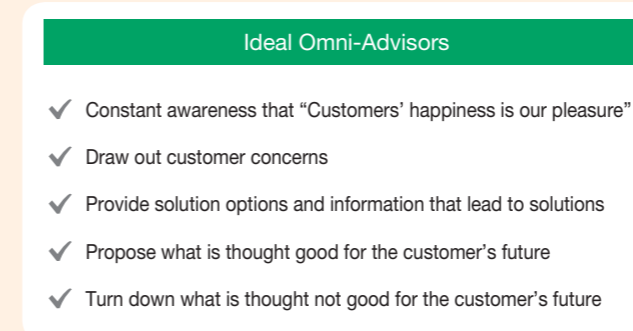 Ideal Omni-Advisors
Constant awareness that “Customers’ happiness is our pleasure”
Draw out customer concerns
Provide solution options and information that lead to solutions
Propose what is thought good for the customer’s future
Turn down what is thought not good for the customer’s future